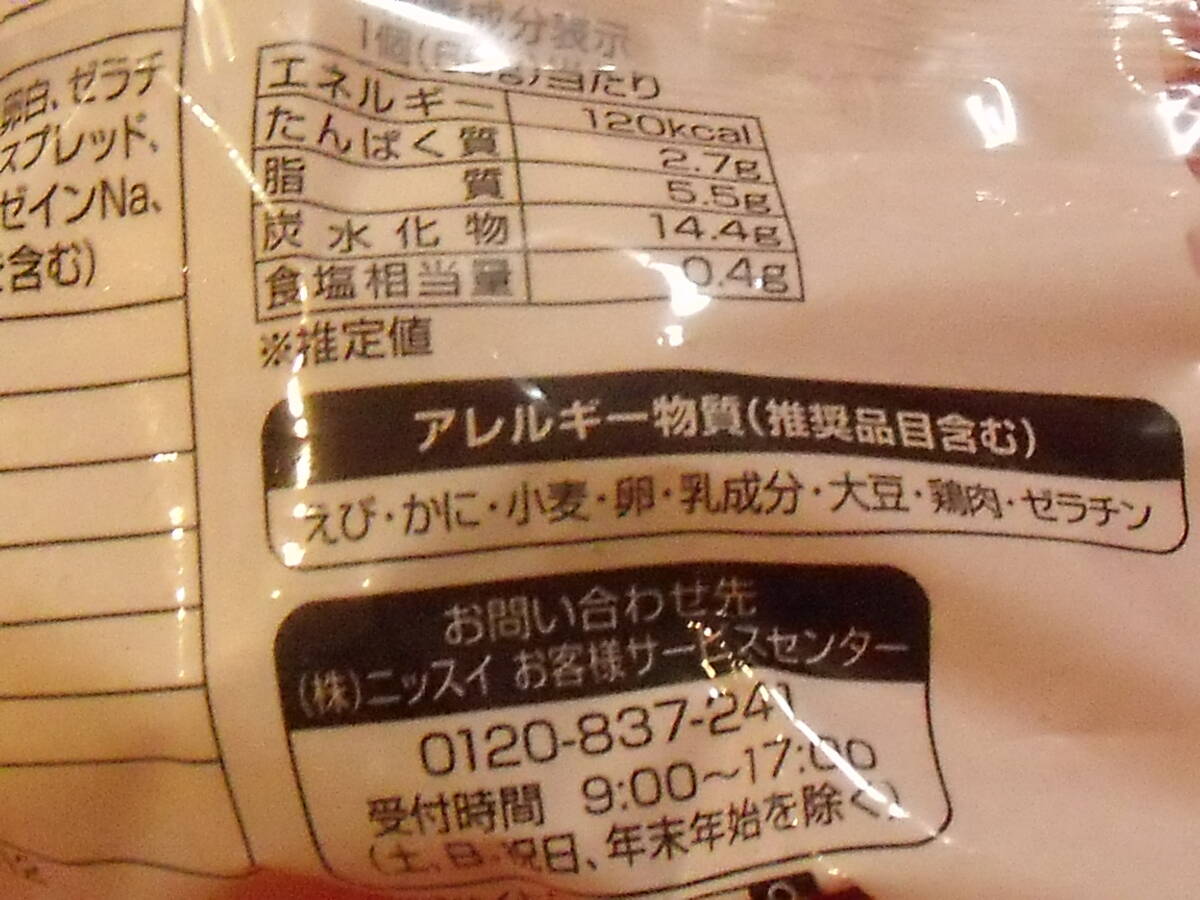 卵白、ゼラチ
スプレッド、
ゼインNa、
含む)
成分表示
1個( g)当たり
エネルギー 120kcal
たんぱく質 2.7g
脂質 5.5g
炭水化物 14.4g
食塩相当量 0.4g
※推定値
アレルギー物質(推奨品目含む)
えび・かに・小麦・卵・乳成分・大豆・鶏肉・ゼラチン
お問い合わせ先
(株)ニッスイ お客様サービスセンター
0120-837-241
受付時間 9:00～17:00
(土、日、祝日、年末年始を除く)